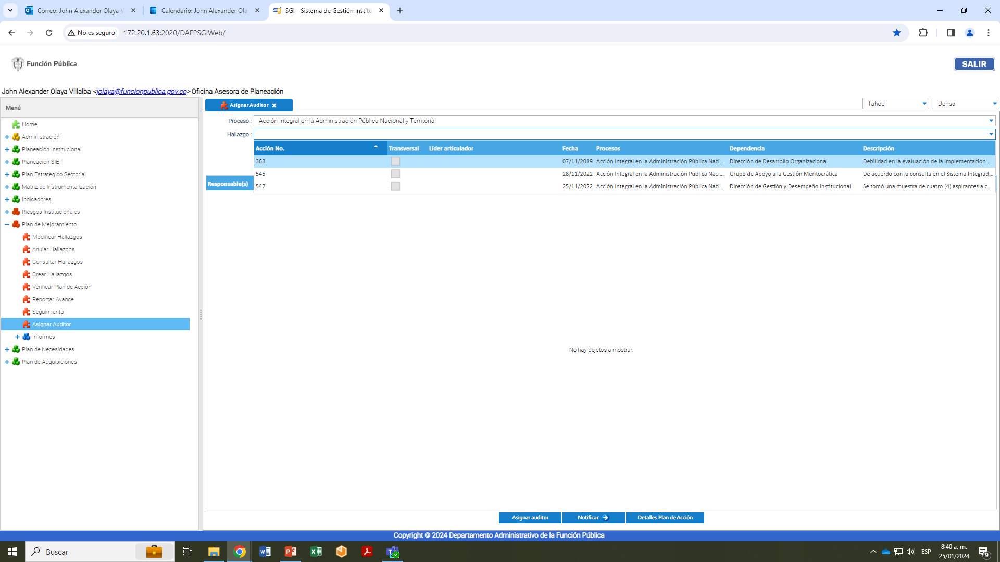 Correo: John Alexander Olaya V
Calendario: John Alexander Ola
SGI - Sistema de Gestión Institu
No es seguro
172.20.1.63:2020/DAFPSGIWeb/
Función Pública
SALIR
John Alexander Olaya Villalba <jolaya@funcionpublica.gov.co> Oficina Asesora de Planeación
Menú
Home
Administración
Planeación Institucional
Planeación SIE
Plan Estratégico Sectorial
Matriz de Instrumentalización
Indicadores
Riesgos Institucionales
Plan de Mejoramiento
Modificar Hallazgos
Anular Hallazgos
Consultar Hallazgos
Crear Hallazgos
Verificar Plan de Acción
Reportar Avance
Seguimiento
Asignar Auditor
Informes
Plan de Necesidades
Plan de Adquisiciones
Asignar Auditor
Tahoe
Densa
Proceso : Acción Integral en la Administración Pública Nacional y Territorial
Hallazgo :
Acción No. Transversal Líder articulador Fecha Procesos Dependencia Descripción
363 07/11/2019 Acción Integral en la Administración Pública Naci... Dirección de Desarrollo Organizacional Debilidad en la evaluación de la implementación ...
545 28/11/2022 Acción Integral en la Administración Pública Naci... Grupo de Apoyo a la Gestión Meritocrática De acuerdo con la consulta en el Sistema Integrad...
547 25/11/2022 Acción Integral en la Administración Pública Naci... Dirección de Gestión y Desempeño Institucional Se tomó una muestra de cuatro (4) aspirantes a c...
Responsable(s)
No hay objetos a mostrar.
Asignar auditor
Notificar
Detalles Plan de Acción
Copyright © 2024 Departamento Administrativo de la Función Pública
Buscar
ESP
8:40 a. m.
25/01/2024
9